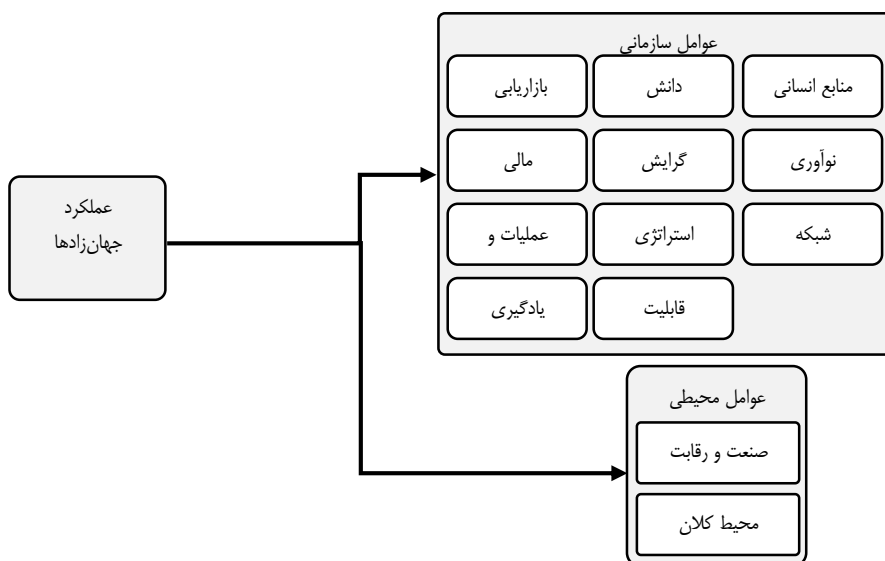 عوامل سازمانی
منابع انسانی
دانش
بازاریابی
نوآوری
گرایش
مالی
شبکه
استراتژی
عملیات و
قابلیت
یادگیری
عملکرد
جهان‌زادها
عوامل محیطی
صنعت و رقابت
محیط کلان